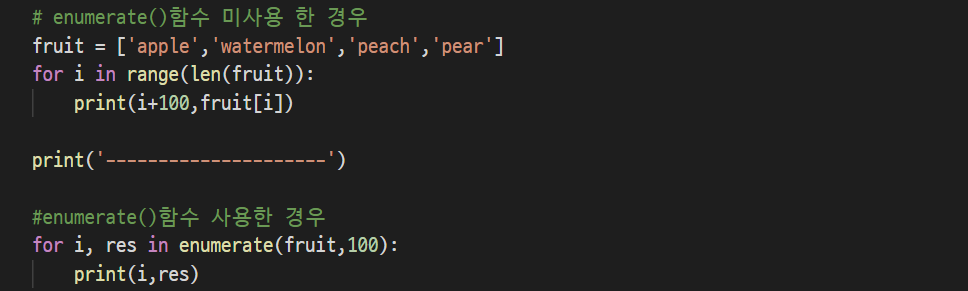 # enumerate()함수 미사용 한 경우
fruit = ['apple','watermelon','peach','pear']
for i in range(len(fruit)):
    print(i+100,fruit[i])
print('---------------------')
#enumerate()함수 사용한 경우
for i, res in enumerate(fruit,100):
    print(i,res)